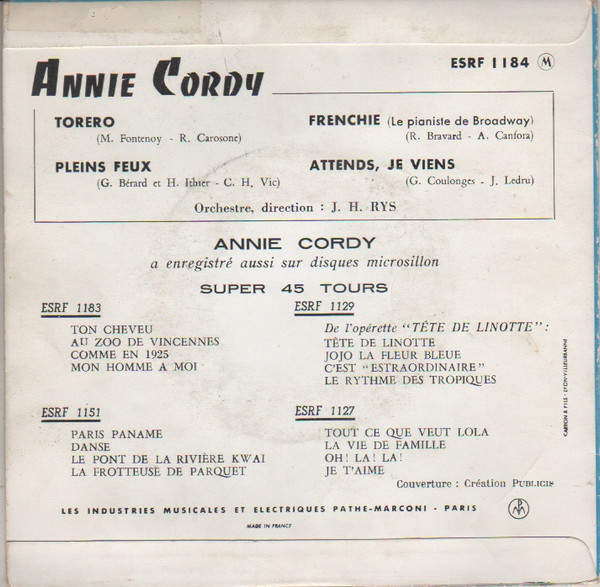 ANNIE CORDY
ESRF 1184 M
TORERO
(M. Fontenoy - R. Carosone)
PLEINS FEUX
(G. Bérard et H. Ithier - C. H. Vic)
FRENCHIE (Le pianiste de Broadway)
(R. Bravard - A. Canfora)
ATTENDS, JE VIENS
(G. Coulonges - J. Ledru)
Orchestre, direction : J. H. RYS
ANNIE CORDY
a enregistré aussi sur disques microsillon
SUPER 45 TOURS
ESRF 1183
TON CHEVEU
AU ZOO DE VINCENNES
COMME EN 1925
MON HOMME A MOI
ESRF 1129
De l'opérette "TÊTE DE LINOTTE" :
TÊTE DE LINOTTE
JOJO LA FLEUR BLEUE
C'EST "ESTRAORDINAIRE"
LE RYTHME DES TROPIQUES
ESRF 1151
PARIS PANAME
DANSE
LE PONT DE LA RIVIÈRE KWAI
LA FROTTEUSE DE PARQUET
ESRF 1127
TOUT CE QUE VEUT LOLA
LA VIE DE FAMILLE
OH! LA! LA!
JE T'AIME
Couverture : Création PUBLICIS
LES INDUSTRIES MUSICALES ET ELECTRIQUES PATHE-MARCONI - PARIS
MADE IN FRANCE
& FILS - LYON-VILLEURBANNE